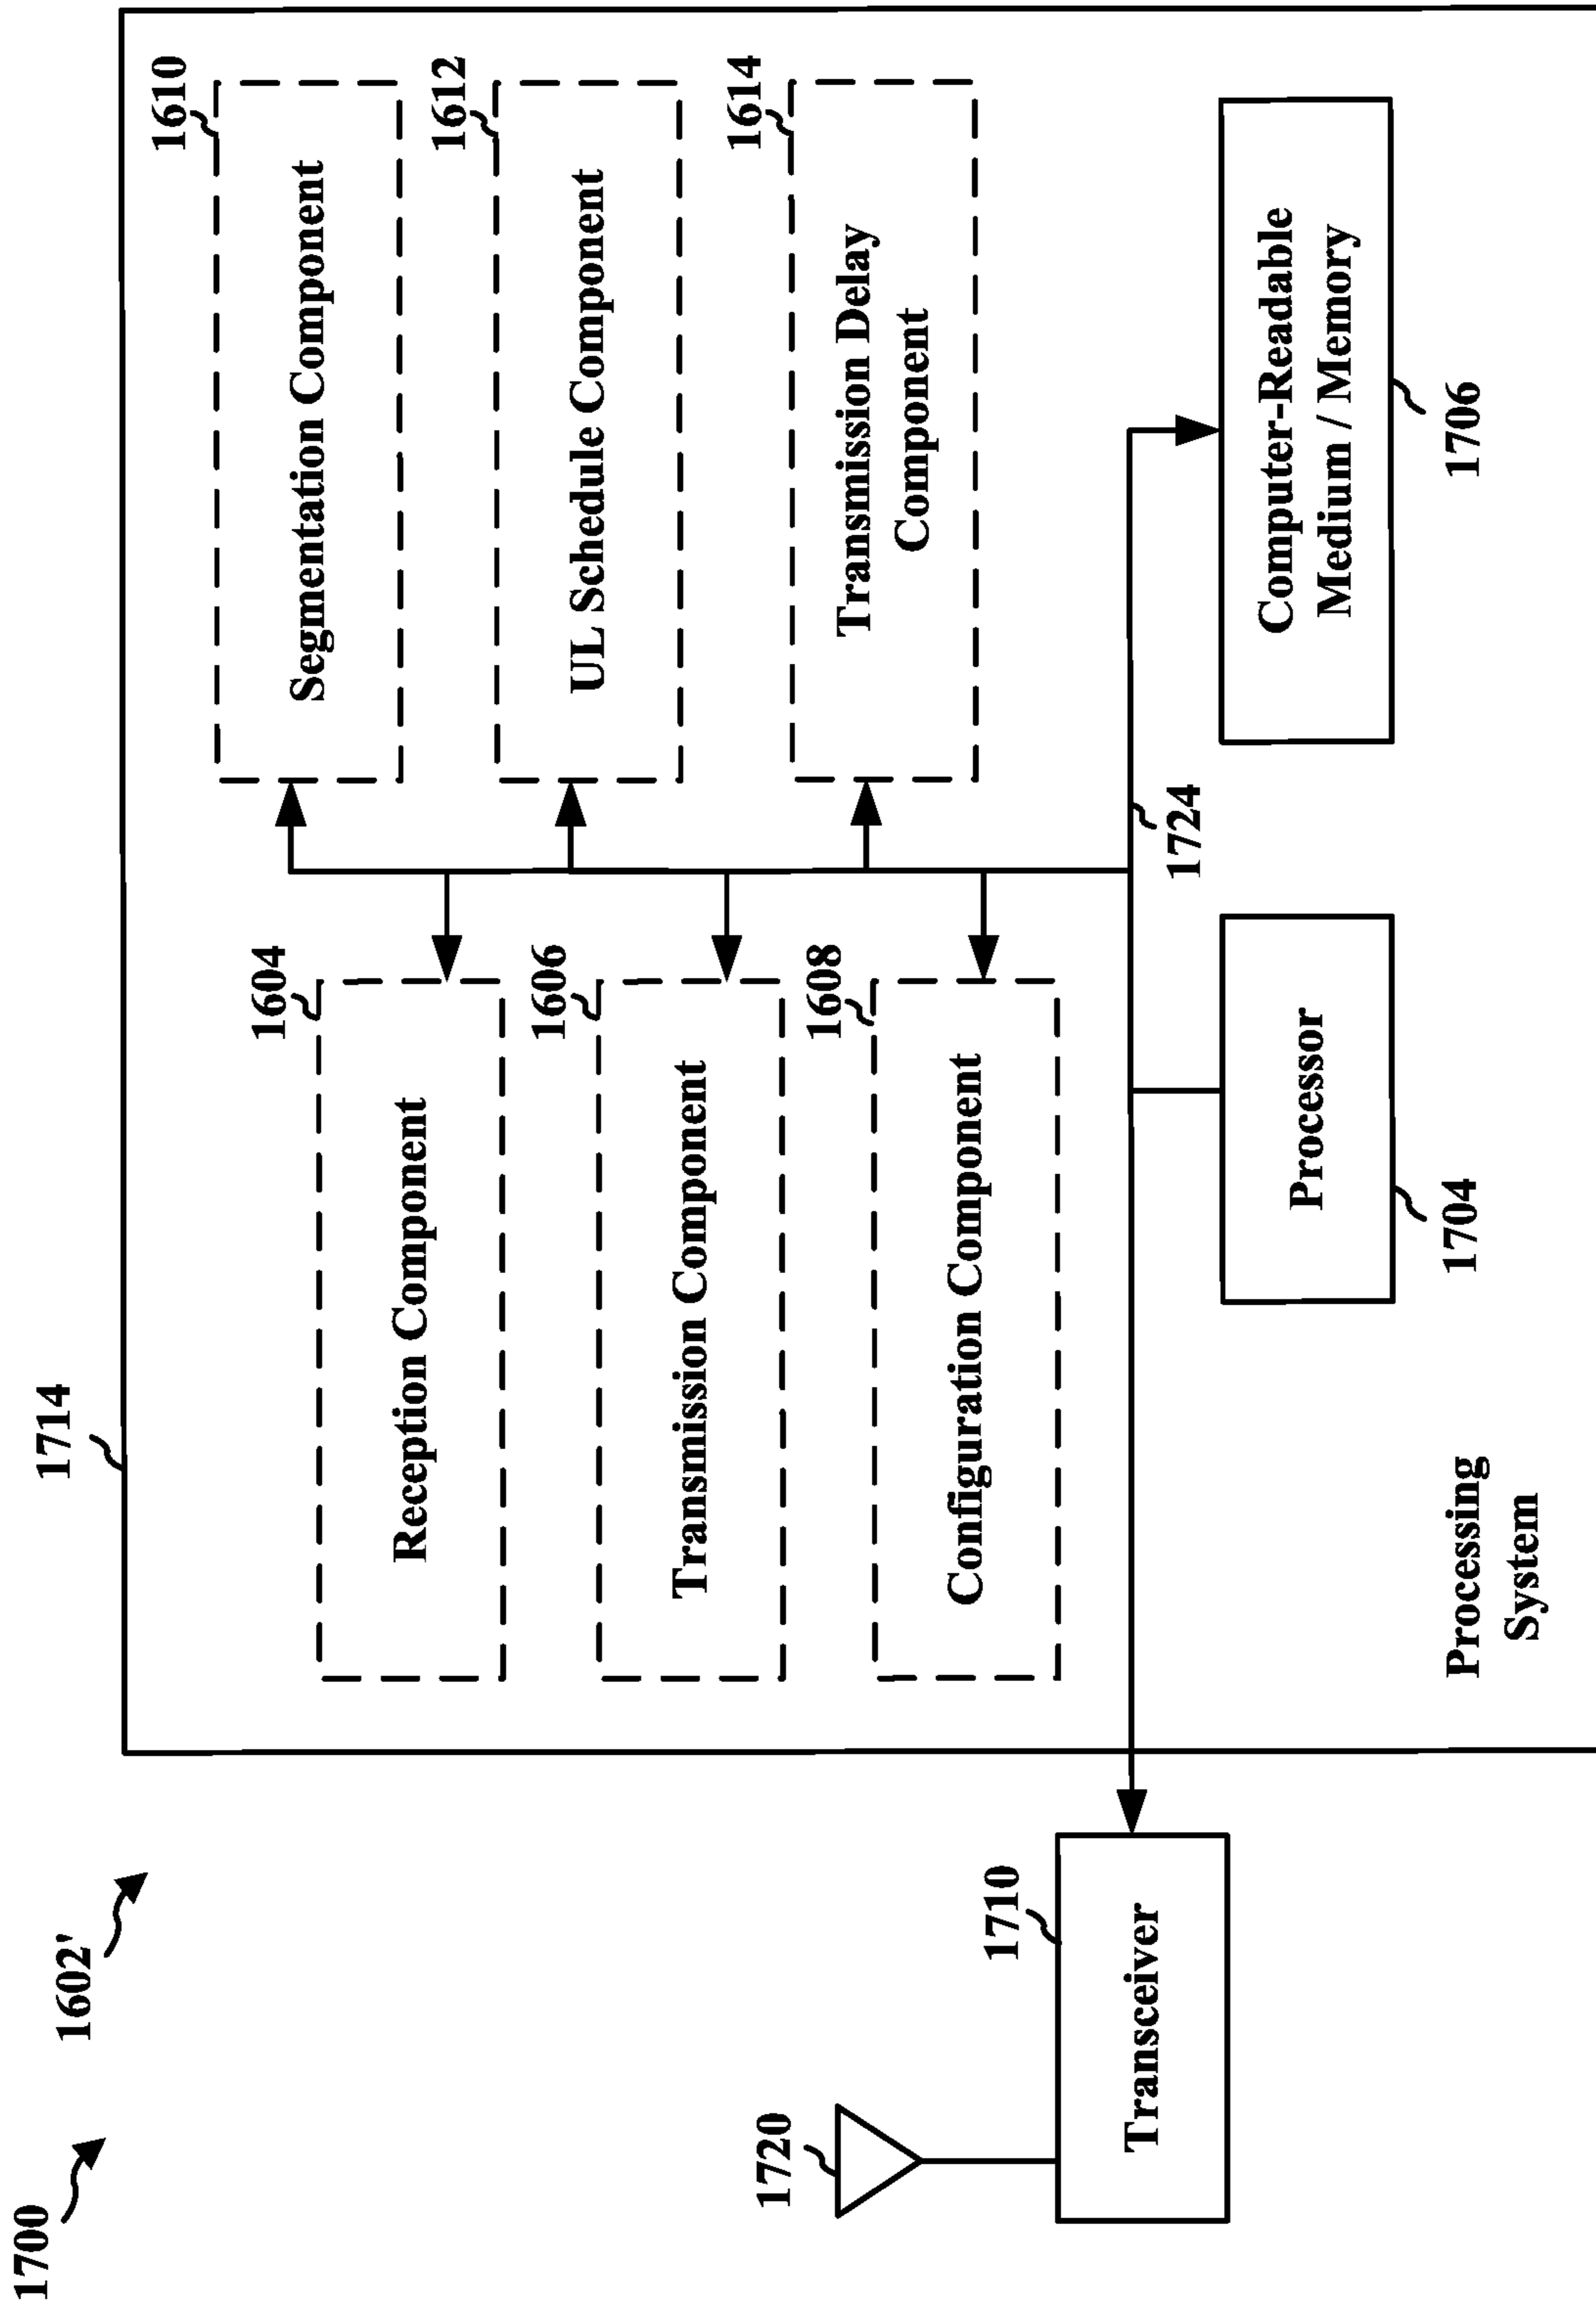 1700
1602'
1714
1604
Reception Component
1606
Transmission Component
1608
Configuration Component
1610
Segmentation Component
1612
UL Schedule Component
1614
Transmission Delay
Component
1720
1710
Transceiver
1724
Processor
1704
Computer-Readable
Medium / Memory
1706
Processing
System